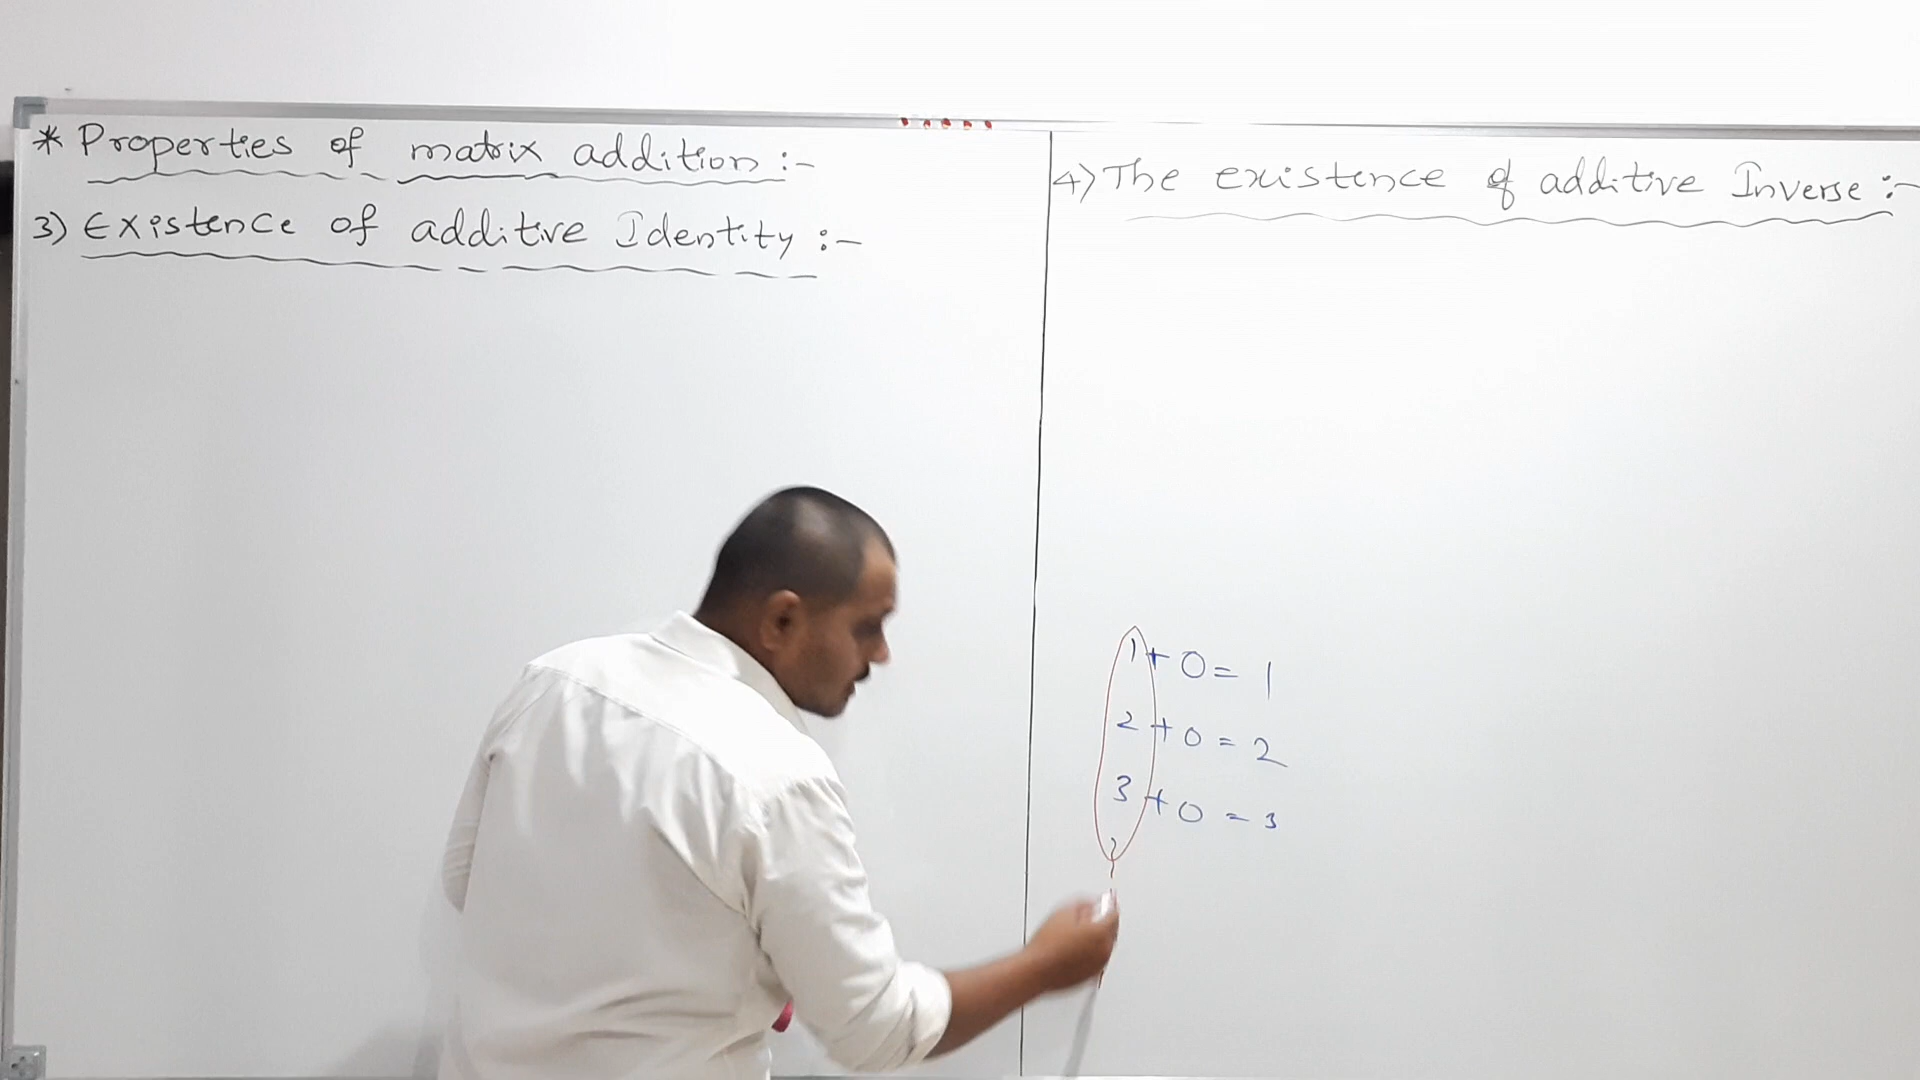 * Properties of matrix addition :-
3) Existence of additive Identity :-
4) The existence of additive Inverse :-
1 + 0 = 1
2 + 0 = 2
3 + 0 = 3